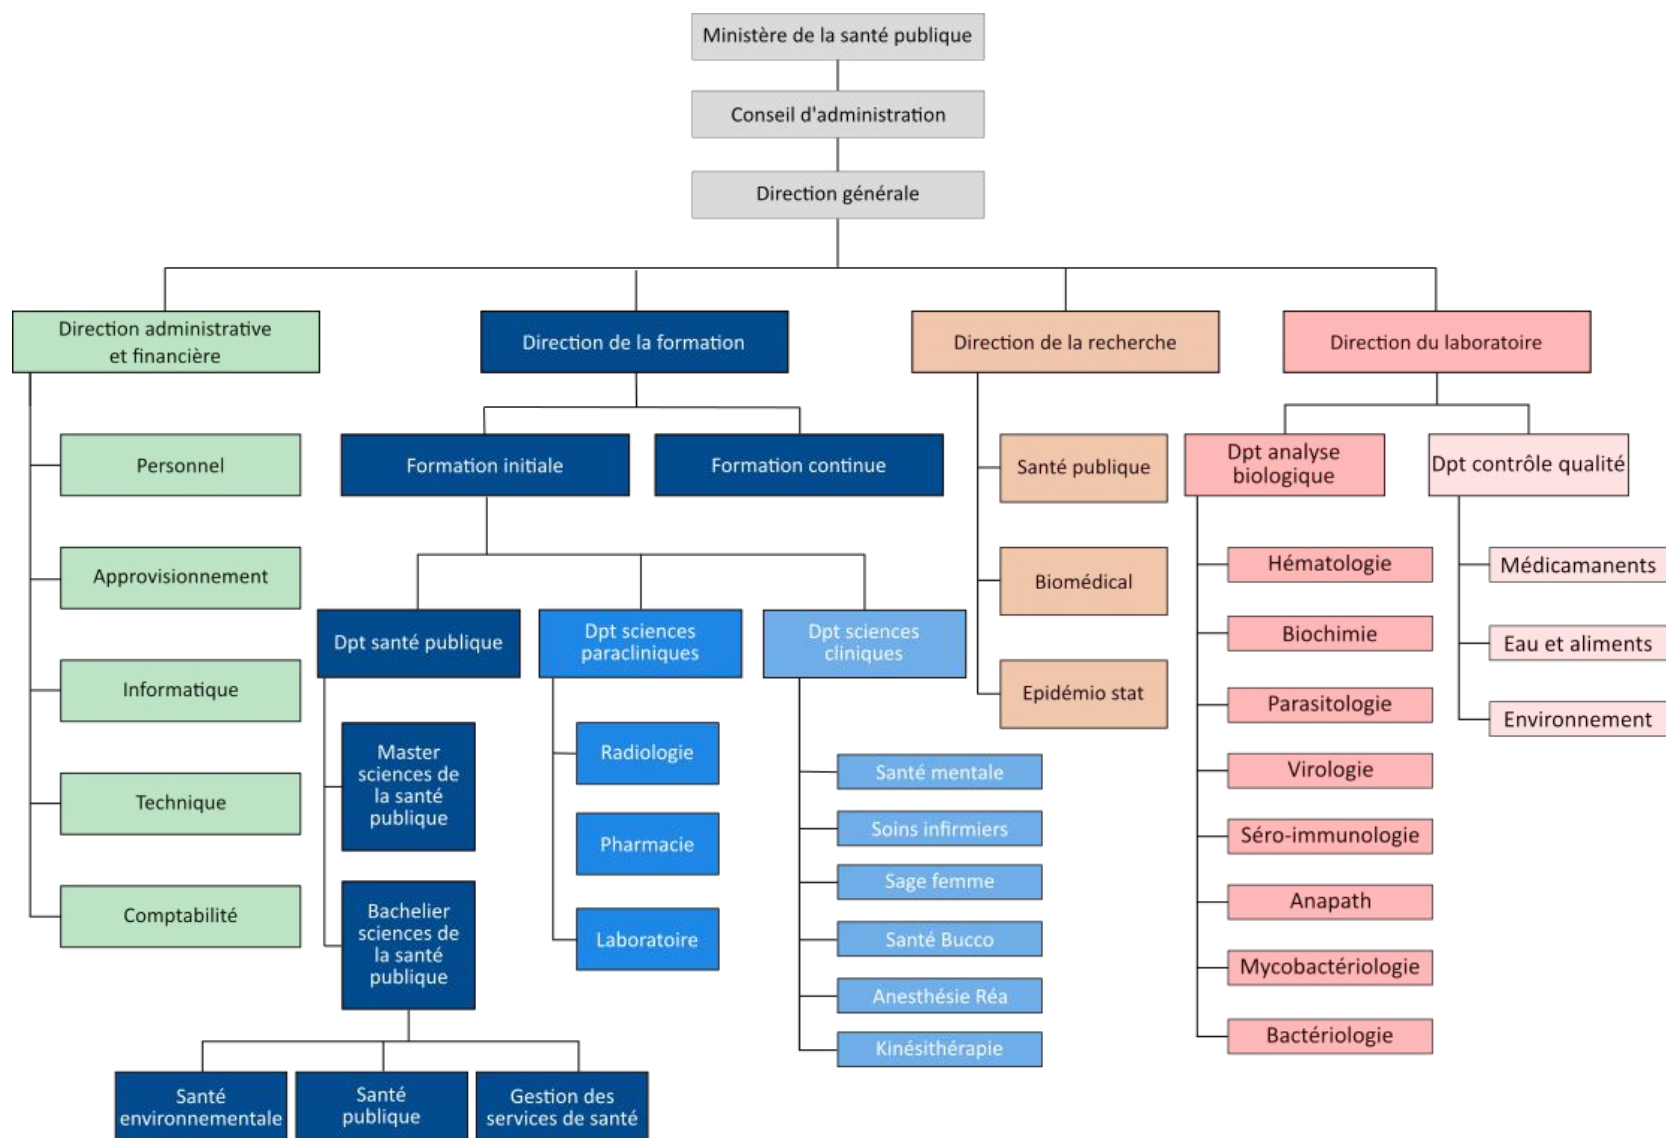 Ministère de la santé publique
Conseil d'administration
Direction générale
Direction administrative
et financière
Direction de la formation
Direction de la recherche
Direction du laboratoire
Personnel
Approvisionnement
Informatique
Technique
Comptabilité
Formation initiale
Formation continue
Dpt santé publique
Master
sciences de
la santé
publique
Bachelier
sciences de
la santé
publique
Santé
environnementale
Santé
publique
Gestion des
services de santé
Dpt sciences
paracliniques
Radiologie
Pharmacie
Laboratoire
Dpt sciences
cliniques
Santé mentale
Soins infirmiers
Sage femme
Santé Bucco
Anesthésie Réa
Kinésithérapie
Santé publique
Biomédical
Epidémio stat
Dpt analyse
biologique
Hématologie
Biochimie
Parasitologie
Virologie
Séro-immunologie
Anapath
Mycobactériologie
Bactériologie
Dpt contrôle qualité
Médicamanents
Eau et aliments
Environnement